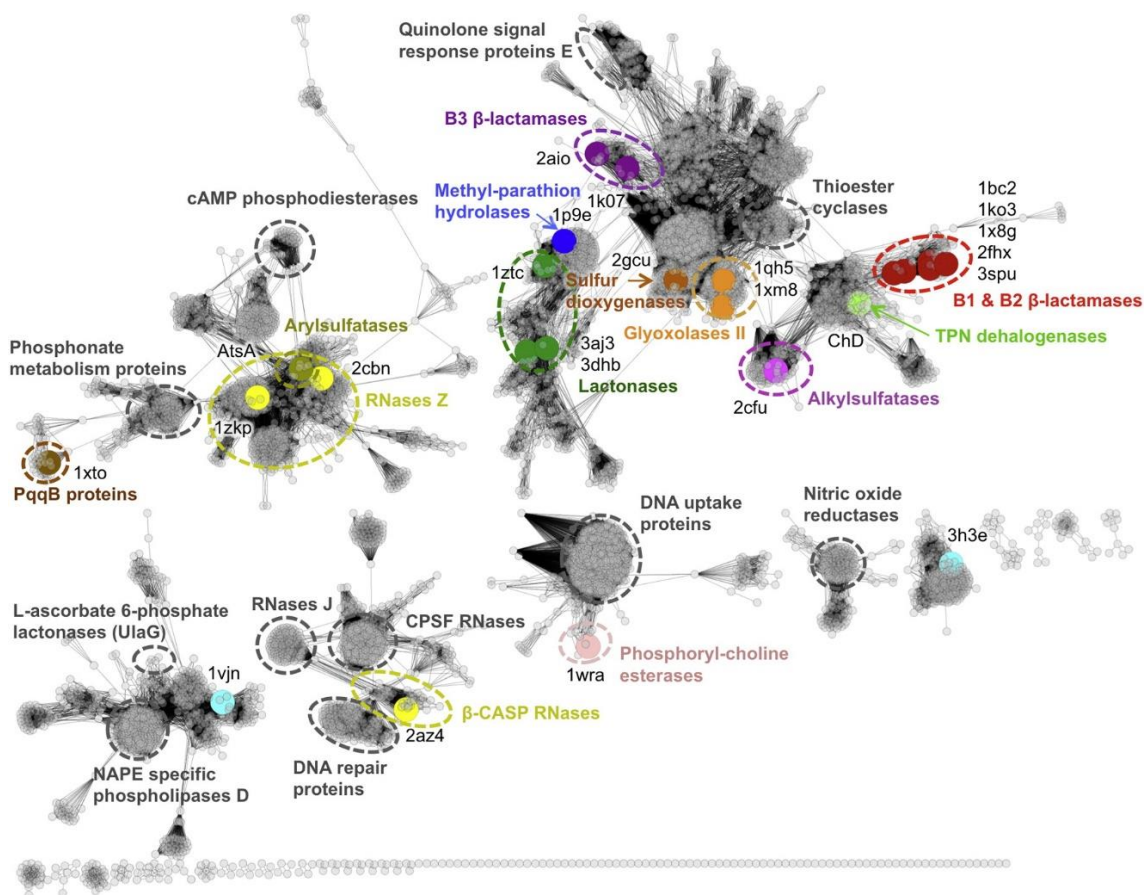 Quinolone signal
response proteins E
B3 β-lactamases
2aio
Methyl-parathion
hydrolases
1p9e
1k07
Thioester
cyclases
1bc2
1ko3
1x8g
2fhx
3spu
cAMP phosphodiesterases
1ztc
2gcu
Sulfur
dioxygenases
1qh5
1xm8
Glyoxolases II
B1 & B2 β-lactamases
TPN dehalogenases
ChD
Arylsulfatases
AtsA
2cbn
RNases Z
1zkp
Phosphonate
metabolism proteins
3aj3
3dhb
Lactonases
2cfu
Alkylsulfatases
1xto
PqqB proteins
DNA uptake
proteins
Nitric oxide
reductases
3h3e
L-ascorbate 6-phosphate
lactonases (UlaG)
1vjn
RNases J
CPSF RNases
1wra
Phosphoryl-choline
esterases
β-CASP RNases
2az4
NAPE specific
phospholipases D
DNA repair
proteins